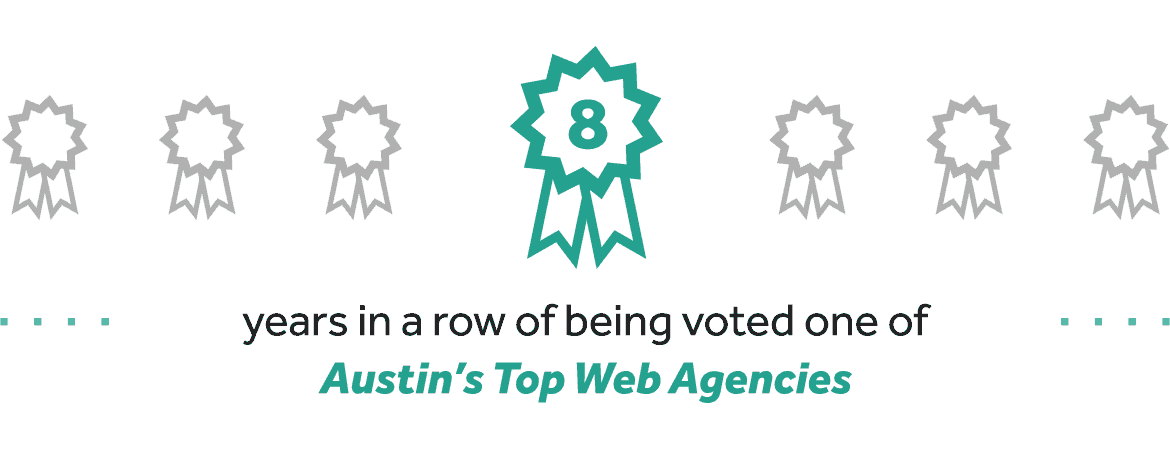 8
years in a row of being voted one of
Austin's Top Web Agencies